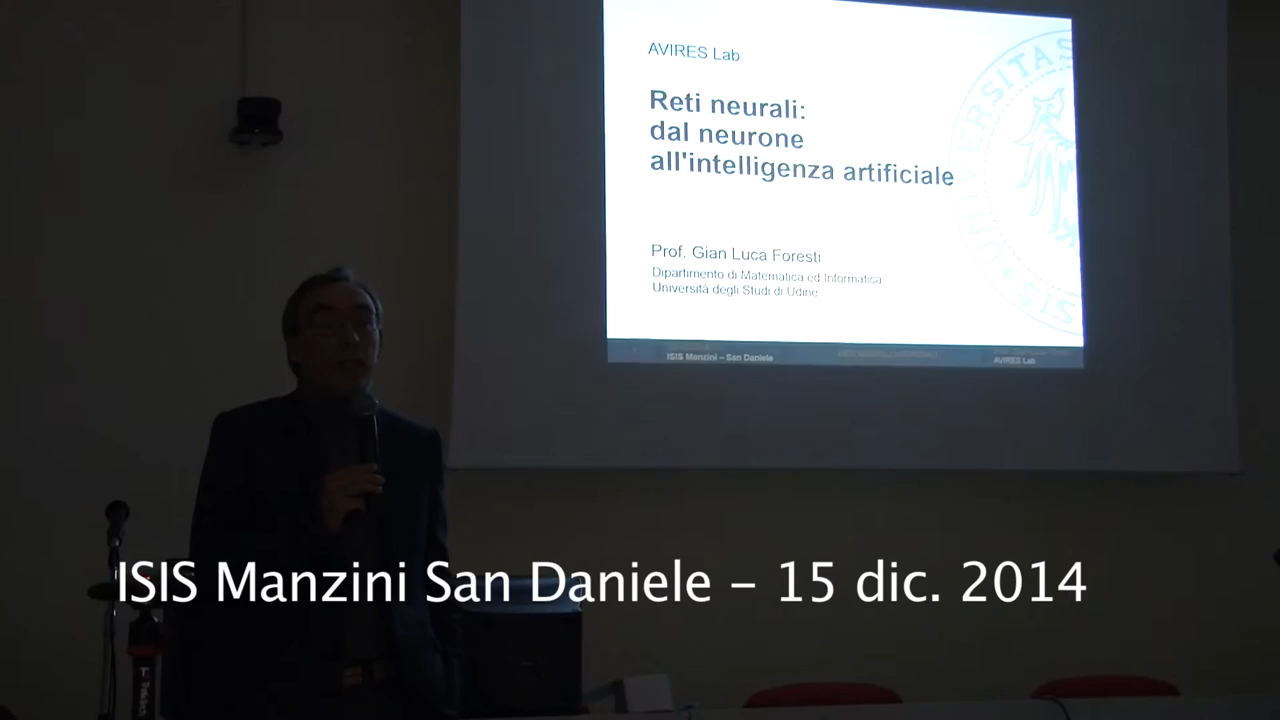 AVIRES Lab
Reti neurali:
dal neurone
all'intelligenza artificiale
Prof. Gian Luca Foresti
Dipartimento di Matematica ed Informatica
Università degli Studi di Udine
ISIS Manzini – San Daniele
AVIRES Lab
ISIS Manzini San Daniele – 15 dic. 2014